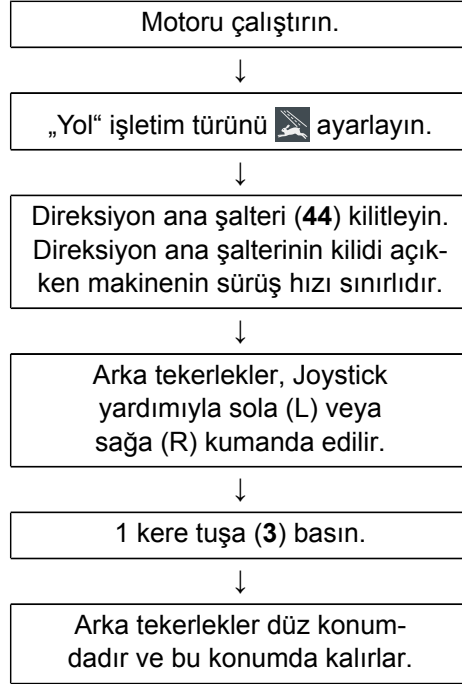 Motoru çalıştırın.
↓
„Yol“ işletim türünü ayarlayın.
↓
Direksiyon ana şalteri (44) kilitleyin.
Direksiyon ana şalterinin kilidi açık-
ken makinenin sürüş hızı sınırlıdır.
↓
Arka tekerlekler, Joystick
yardımıyla sola (L) veya
sağa (R) kumanda edilir.
↓
1 kere tuşa (3) basın.
↓
Arka tekerlekler düz konum-
dadır ve bu konumda kalırlar.